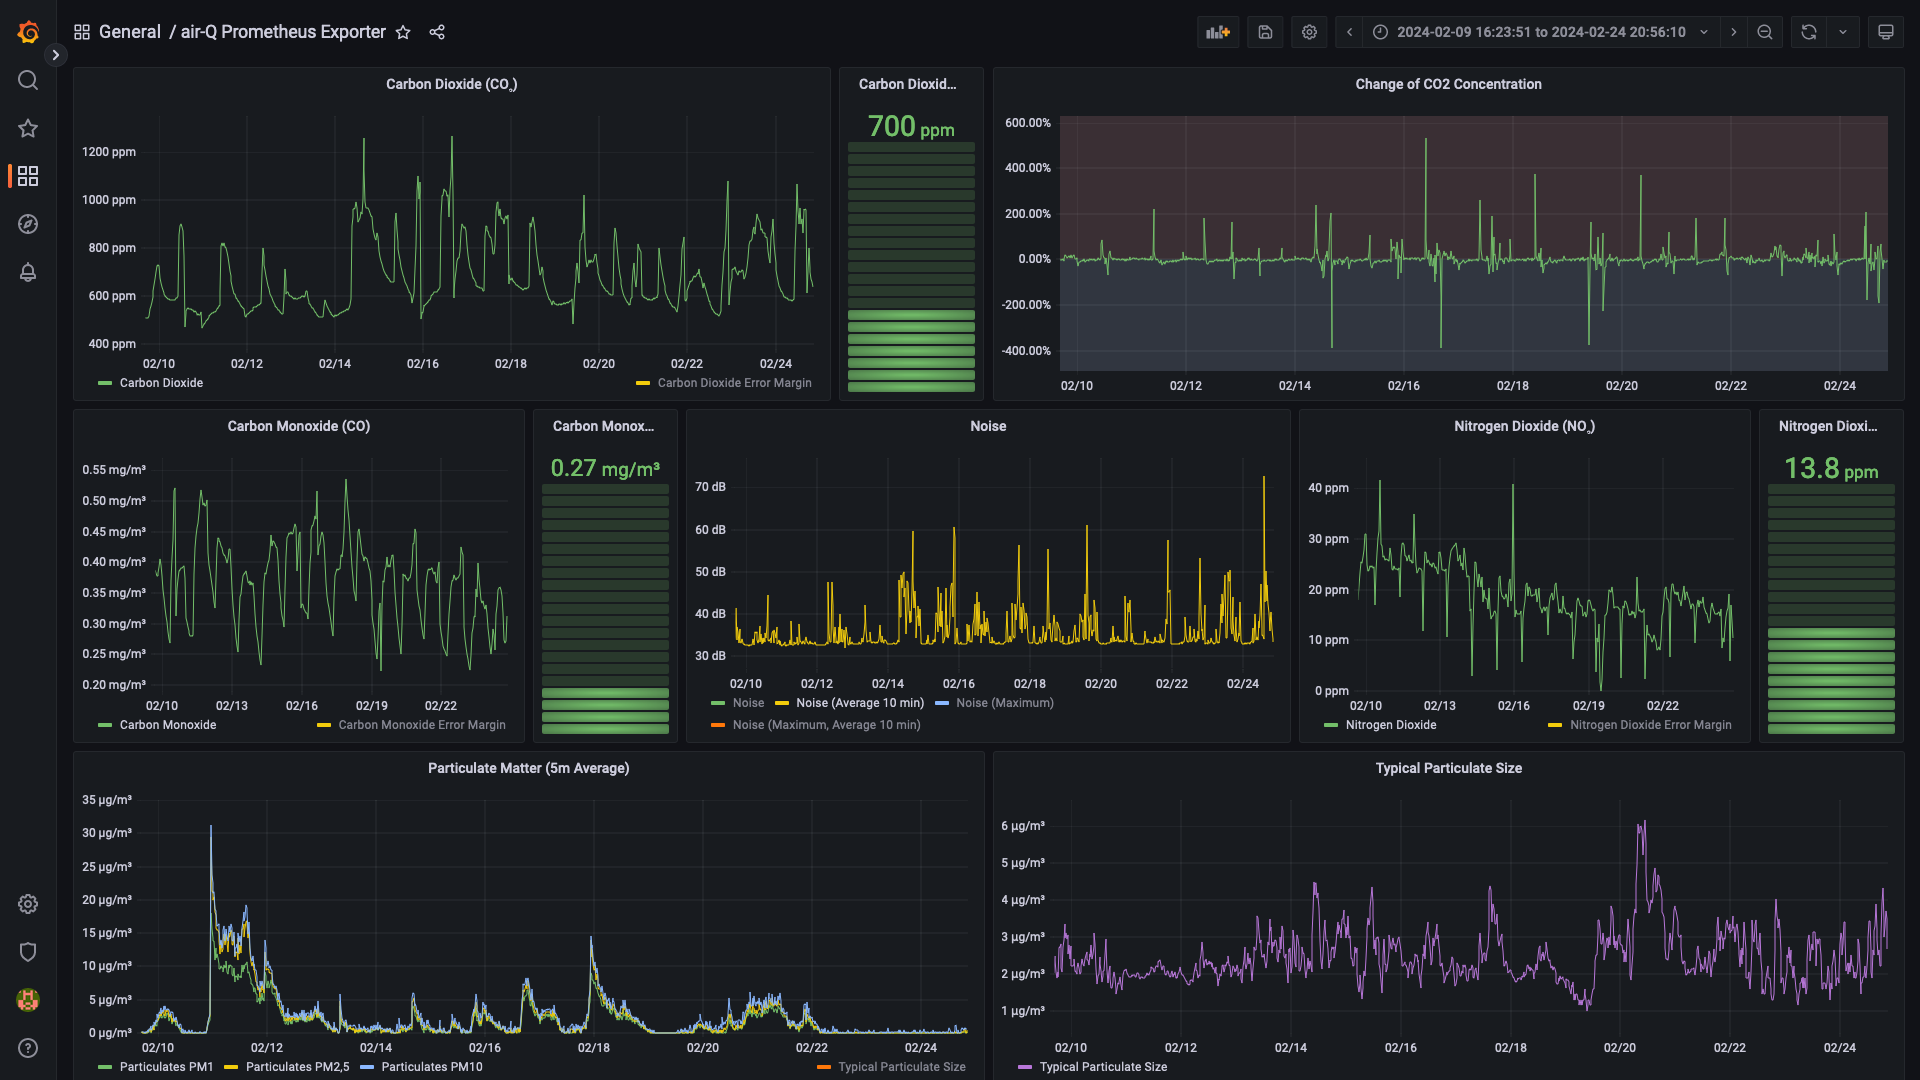 General / air-Q Prometheus Exporter
2024-02-09 16:23:51 to 2024-02-24 20:56:10
Carbon Dioxide (CO₂)
1200 ppm
1000 ppm
800 ppm
600 ppm
400 ppm
02/10 02/12 02/14 02/16 02/18 02/20 02/22 02/24
Carbon Dioxide Carbon Dioxide Error Margin
Carbon Dioxid...
700 ppm
Change of CO2 Concentration
600.00%
400.00%
200.00%
0.00%
-200.00%
-400.00%
02/10 02/12 02/14 02/16 02/18 02/20 02/22 02/24
Carbon Monoxide (CO)
0.55 mg/m³
0.50 mg/m³
0.45 mg/m³
0.40 mg/m³
0.35 mg/m³
0.30 mg/m³
0.25 mg/m³
0.20 mg/m³
02/10 02/13 02/16 02/19 02/22
Carbon Monoxide Carbon Monoxide Error Margin
Carbon Monox...
0.27 mg/m³
Noise
70 dB
60 dB
50 dB
40 dB
30 dB
02/10 02/12 02/14 02/16 02/18 02/20 02/22 02/24
Noise Noise (Average 10 min) Noise (Maximum)
Noise (Maximum, Average 10 min)
Nitrogen Dioxide (NO₂)
40 ppm
30 ppm
20 ppm
10 ppm
0 ppm
02/10 02/13 02/16 02/19 02/22
Nitrogen Dioxide Nitrogen Dioxide Error Margin
Nitrogen Dioxi...
13.8 ppm
Particulate Matter (5m Average)
35 µg/m³
30 µg/m³
25 µg/m³
20 µg/m³
15 µg/m³
10 µg/m³
5 µg/m³
0 µg/m³
02/10 02/12 02/14 02/16 02/18 02/20 02/22 02/24
Particulates PM1 Particulates PM2,5 Particulates PM10 Typical Particulate Size
Typical Particulate Size
6 µg/m³
5 µg/m³
4 µg/m³
3 µg/m³
2 µg/m³
1 µg/m³
02/10 02/12 02/14 02/16 02/18 02/20 02/22 02/24
Typical Particulate Size